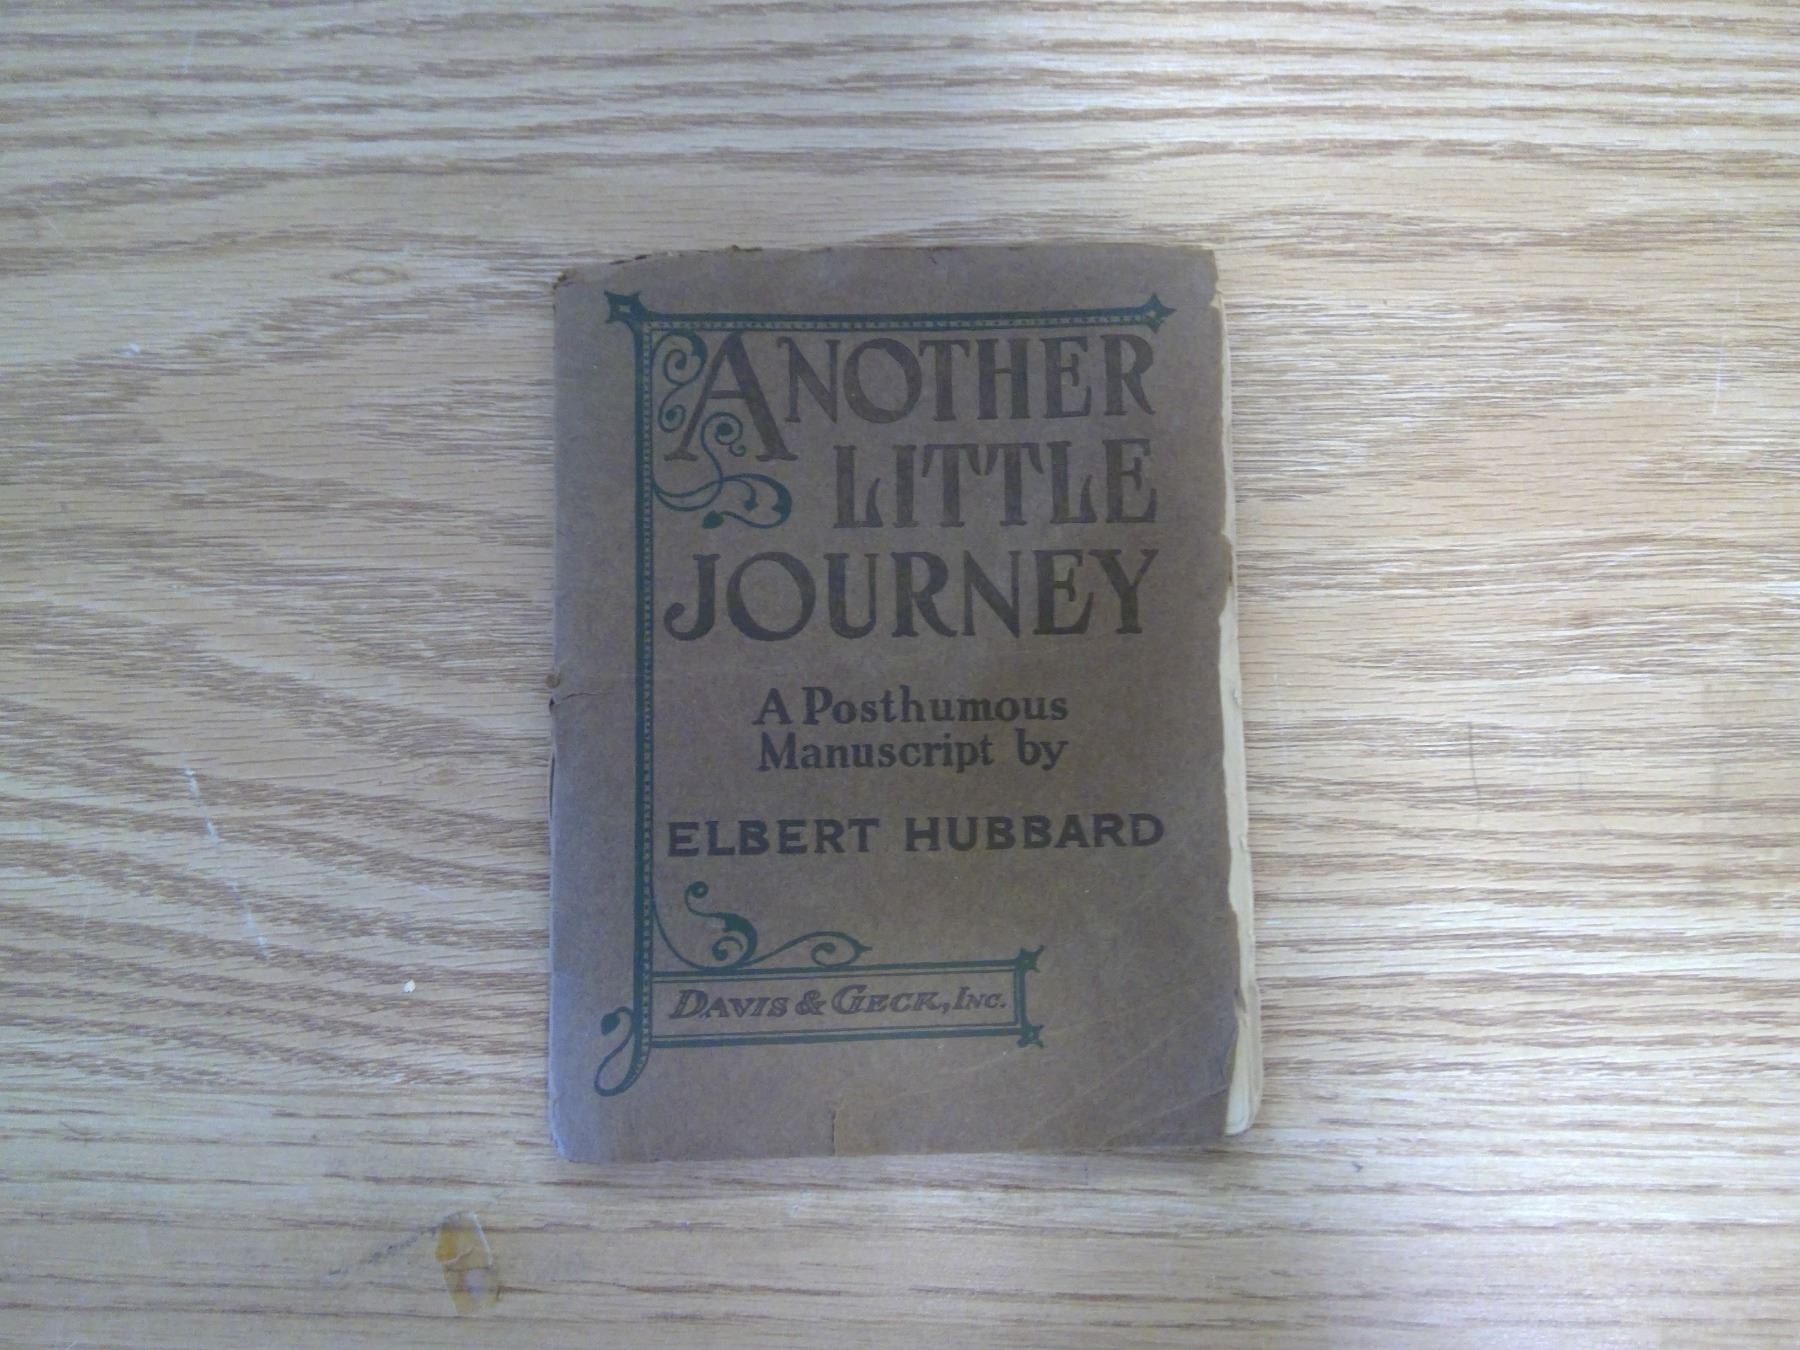 ANOTHER
LITTLE
JOURNEY
A Posthumous
Manuscript by
ELBERT HUBBARD
DAVIS & GECK, INC.